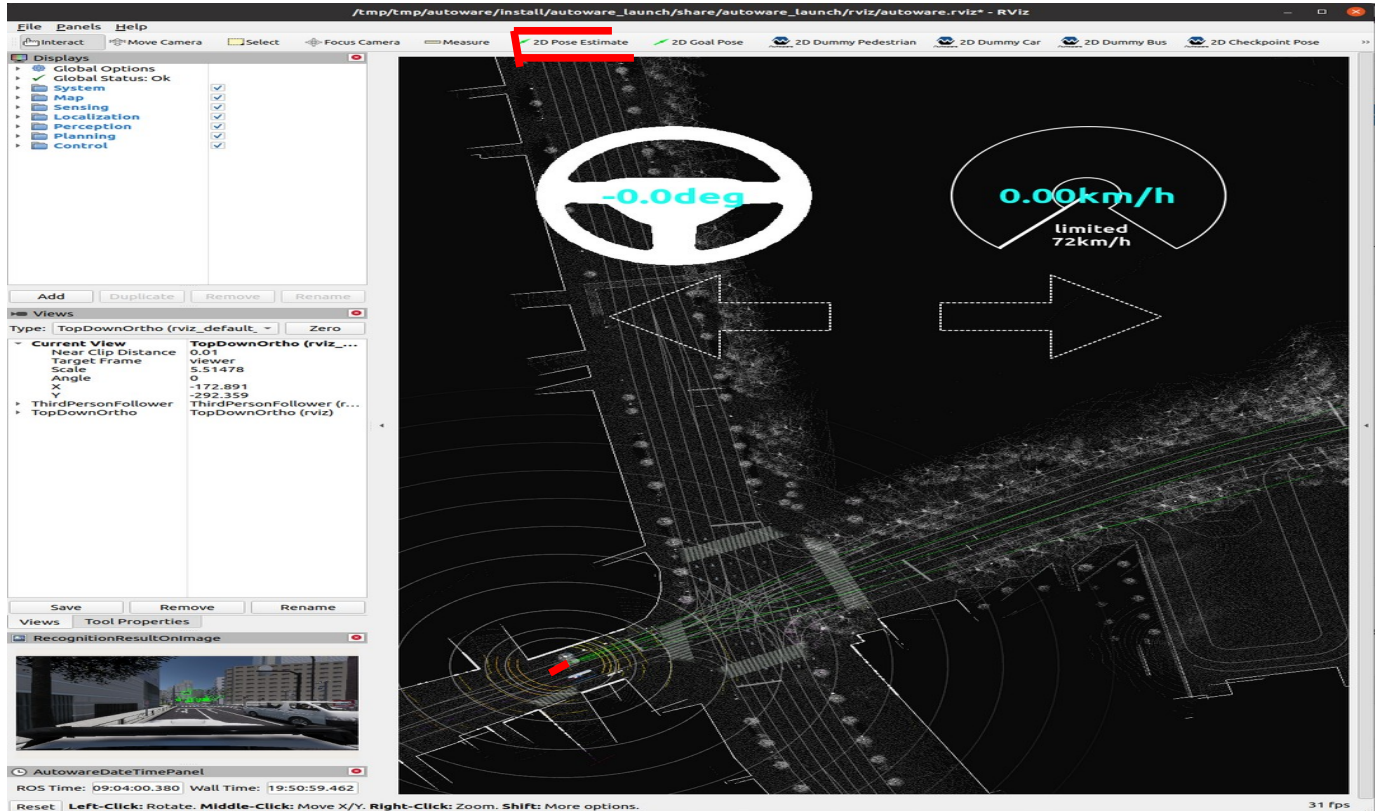 /tmp/tmp/autoware/install/autoware_launch/share/autoware_launch/rviz/autoware.rviz* - RViz
File Panels Help
Interact Move Camera Select Focus Camera Measure 2D Pose Estimate 2D Goal Pose 2D Dummy Pedestrian 2D Dummy Car 2D Dummy Bus 2D Checkpoint Pose
Displays
Global Options
Global Status: Ok
System
Map
Sensing
Localization
Perception
Planning
Control
Add Duplicate Remove Rename
Views
Type: TopDownOrtho (rviz_default_ Zero
Current View TopDownOrtho (rviz_...
Near Clip Distance 0.01
Target Frame viewer
Scale 5.51478
Angle 0
X -172.891
Y -292.359
ThirdPersonFollower ThirdPersonFollower (r...
TopDownOrtho TopDownOrtho (rviz)
Save Remove Rename
Views Tool Properties
RecognitionResultOnImage
AutowareDateTimePanel
ROS Time: 09:04:00.380 Wall Time: 19:50:59.462
Reset Left-Click: Rotate. Middle-Click: Move X/Y. Right-Click: Zoom. Shift: More options. 31 fps
-0.0deg
0.00km/h
limited
72km/h